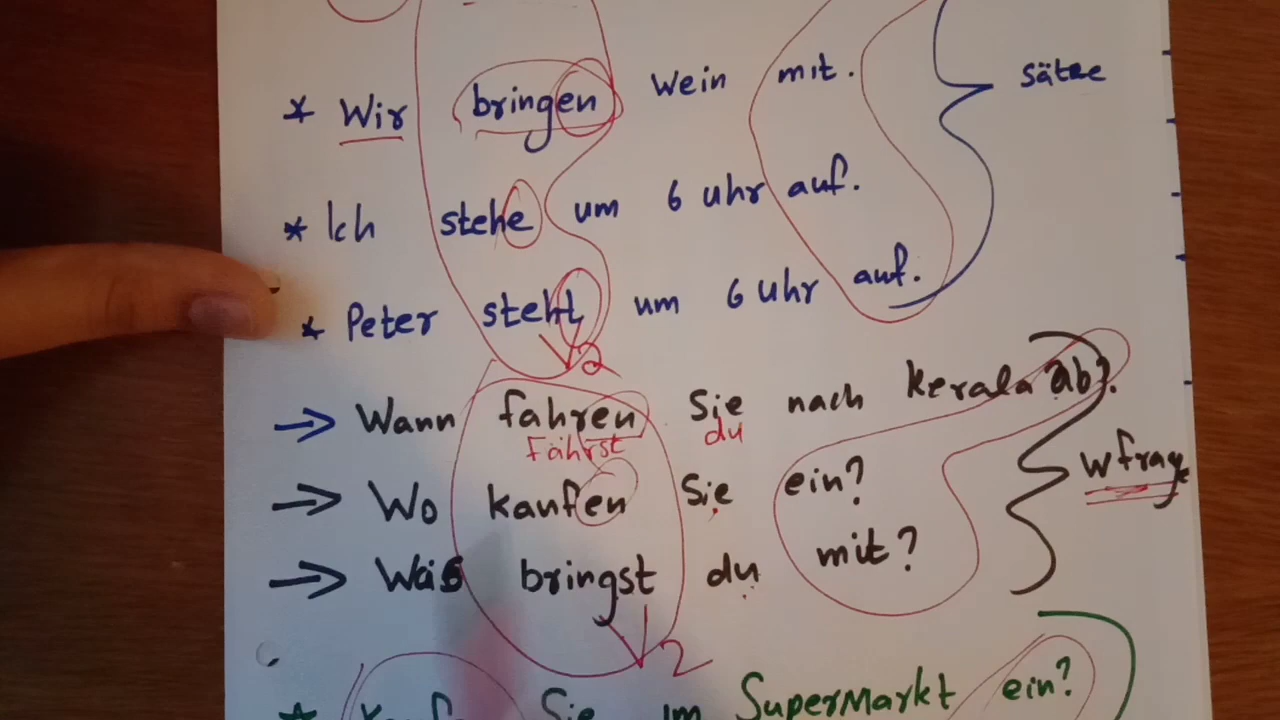 * Wir bringen Wein mit. Sätze
* Ich stehe um 6 uhr auf.
* Peter steht um 6 uhr auf.
2
→ Wann fahren Sie nach Kerala ab?
Fährst du
→ Wo kaufen Sie ein? Wfrage
→ Was bringst du mit?
2
* Sie im SuperMarkt ein?